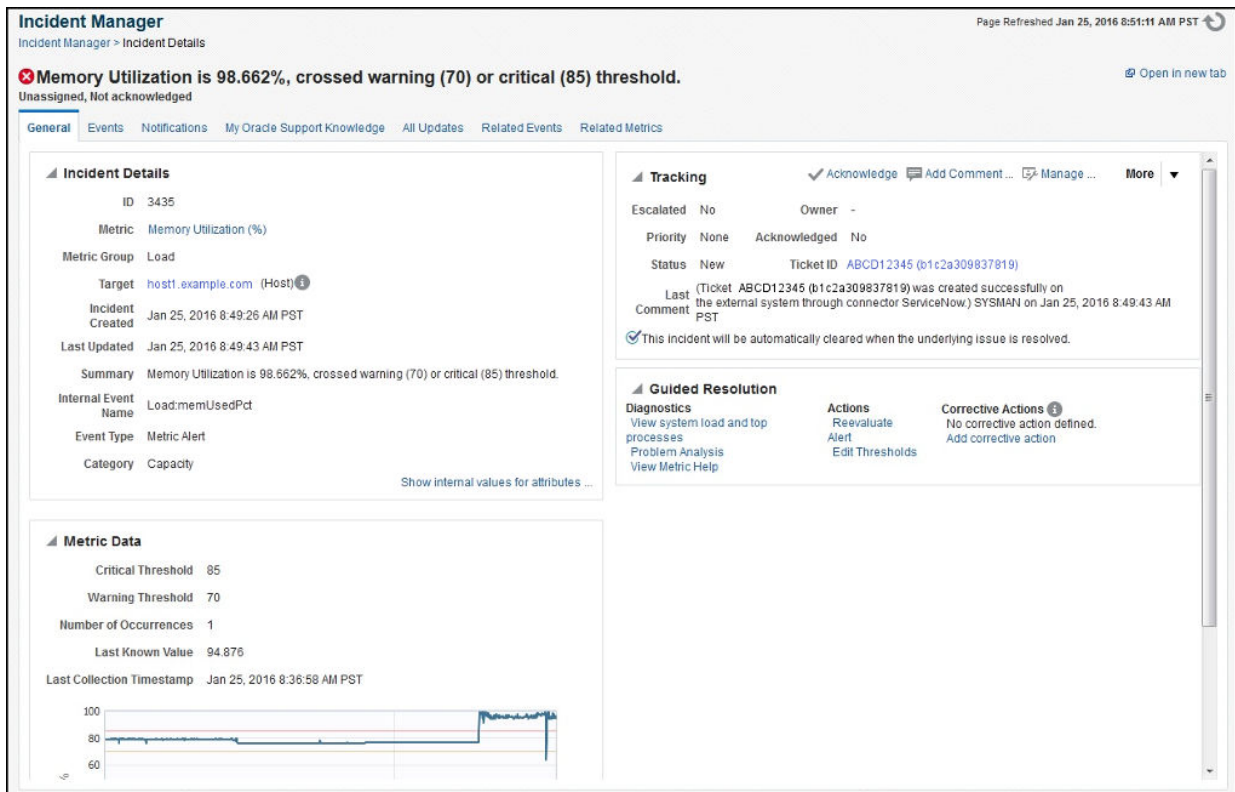 Incident Manager
Page Refreshed Jan 25, 2016 8:51:11 AM PST
Incident Manager > Incident Details
Memory Utilization is 98.662%, crossed warning (70) or critical (85) threshold.
Open in new tab
Unassigned, Not acknowledged
General Events Notifications My Oracle Support Knowledge All Updates Related Events Related Metrics
Incident Details
ID 3435
Metric Memory Utilization (%)
Metric Group Load
Target host1.example.com (Host)
Incident Created Jan 25, 2016 8:49:26 AM PST
Last Updated Jan 25, 2016 8:49:43 AM PST
Summary Memory Utilization is 98.662%, crossed warning (70) or critical (85) threshold.
Internal Event Name Load:memUsedPct
Event Type Metric Alert
Category Capacity
Show internal values for attributes ...
Tracking
Acknowledge Add Comment ... Manage ... More
Escalated No Owner -
Priority None Acknowledged No
Status New Ticket ID ABCD12345 (b1c2a309837819)
Last Comment (Ticket ABCD12345 (b1c2a309837819) was created successfully on
the external system through connector ServiceNow.) SYSMAN on Jan 25, 2016 8:49:43 AM
PST
This incident will be automatically cleared when the underlying issue is resolved.
Guided Resolution
Diagnostics
View system load and top
processes
Problem Analysis
View Metric Help
Actions
Reevaluate
Alert
Edit Thresholds
Corrective Actions
No corrective action defined.
Add corrective action
Metric Data
Critical Threshold 85
Warning Threshold 70
Number of Occurrences 1
Last Known Value 94.876
Last Collection Timestamp Jan 25, 2016 8:36:58 AM PST
100
80
60